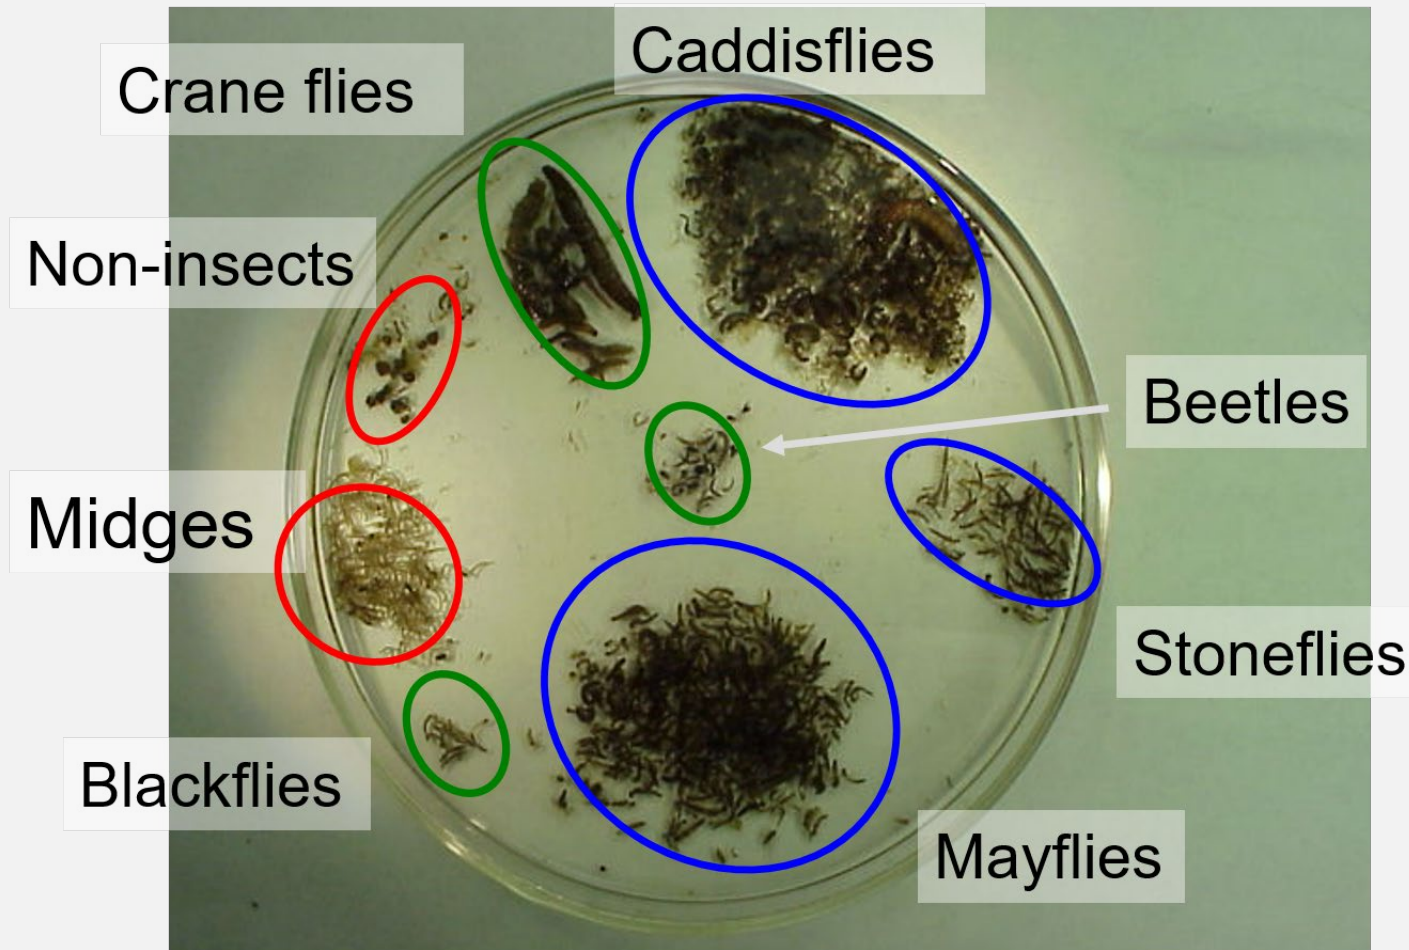 Caddisflies
Crane flies
Non-insects
Beetles
Midges
Stoneflies
Blackflies
Mayflies